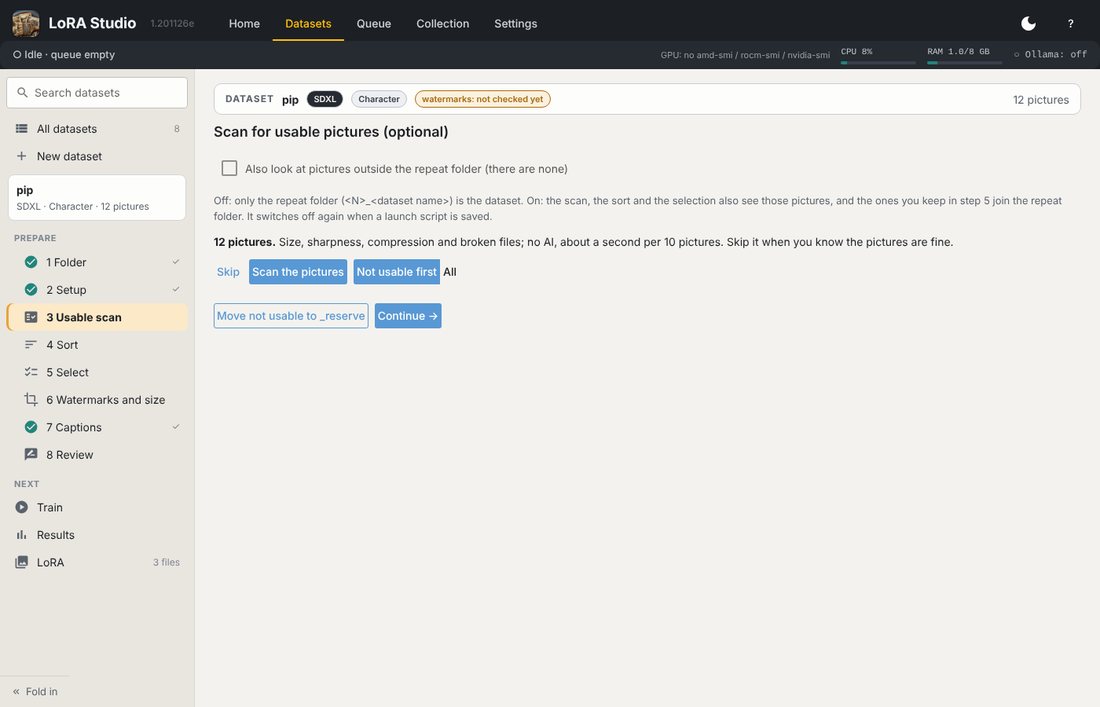 LoRA Studio 1.201126e Home Datasets Queue Collection Settings ?
Idle · queue empty GPU: no amd-smi / rocm-smi / nvidia-smi CPU 8% RAM 1.0/8 GB Ollama: off
Search datasets
All datasets 8
New dataset
pip
SDXL · Character · 12 pictures
PREPARE
1 Folder
2 Setup
3 Usable scan
4 Sort
5 Select
6 Watermarks and size
7 Captions
8 Review
NEXT
Train
Results
LoRA 3 files
« Fold in
DATASET pip SDXL Character watermarks: not checked yet 12 pictures
Scan for usable pictures (optional)
Also look at pictures outside the repeat folder (there are none)
Off: only the repeat folder (<N>_<dataset name>) is the dataset. On: the scan, the sort and the selection also see those pictures, and the ones you keep in step 5 join the repeat
folder. It switches off again when a launch script is saved.
12 pictures. Size, sharpness, compression and broken files; no AI, about a second per 10 pictures. Skip it when you know the pictures are fine.
Skip Scan the pictures Not usable first All
Move not usable to _reserve Continue →